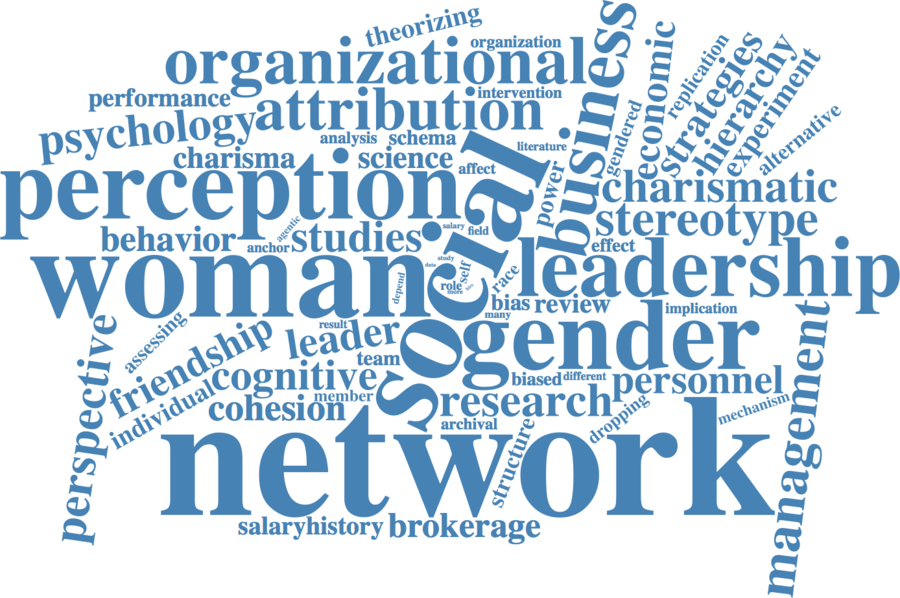 theorizing
organization
organizational
business
economic
replication
strategies
hierarchy
experiment
alternative
performance
intervention
attribution
psychology
analysis
schema
literature
gendered
charisma
science
affect
power
perception
social
charismatic
stereotype
agentic
salary
field
behavior
anchor
studies
effect
woman
study
data
self
race
leadership
depend
role
more
bias
review
many
implication
assessing
result
leader
gender
perspective
friendship
team
cognitive
biased
different
personnel
management
individual
cohesion
member
research
archival
dropping
mechanism
network
structure
salaryhistory
brokerage